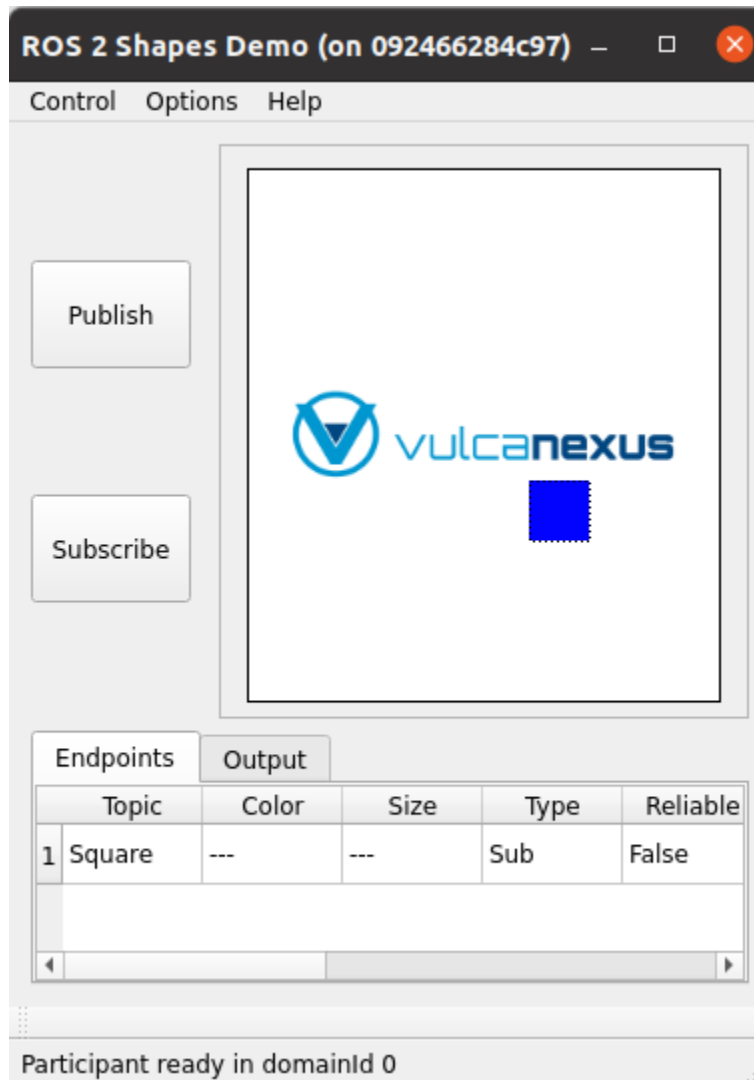 ROS 2 Shapes Demo (on 092466284c97)
Control Options Help
Publish
vulcanexus
Subscribe
Endpoints Output
Topic Color Size Type Reliable
1 Square --- --- Sub False
Participant ready in domainId 0